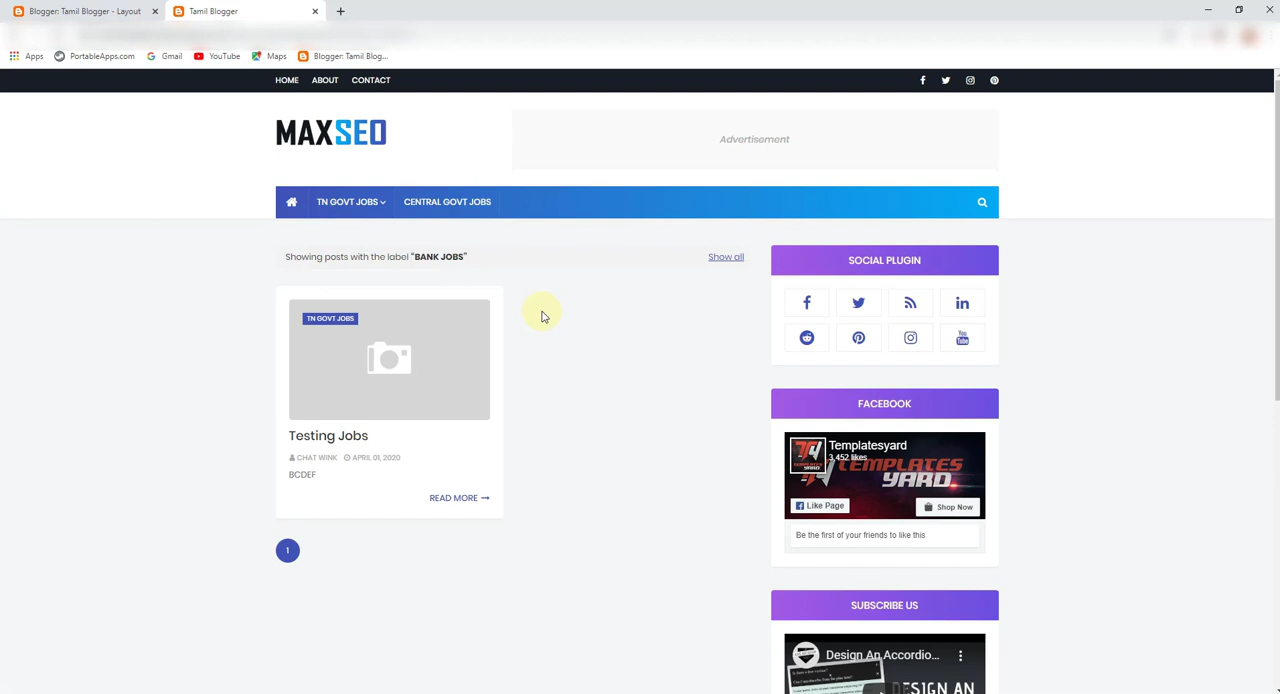 Blogger: Tamil Blogger - Layout
Tamil Blogger
Apps
PortableApps.com
Gmail
YouTube
Maps
Blogger: Tamil Blog...
HOME
ABOUT
CONTACT
MAXSEO
Advertisement
TN GOVT JOBS
CENTRAL GOVT JOBS
Showing posts with the label "BANK JOBS"
Show all
TN GOVT JOBS
Testing Jobs
CHAT WINK
APRIL 01, 2020
BCDEF
READ MORE
1
SOCIAL PLUGIN
You
Tube
FACEBOOK
Templatesyard
3,452 likes
TEMPLATES
YARD
Like Page
Shop Now
Be the first of your friends to like this
SUBSCRIBE US
Design An Accordio...
DESIGN AN